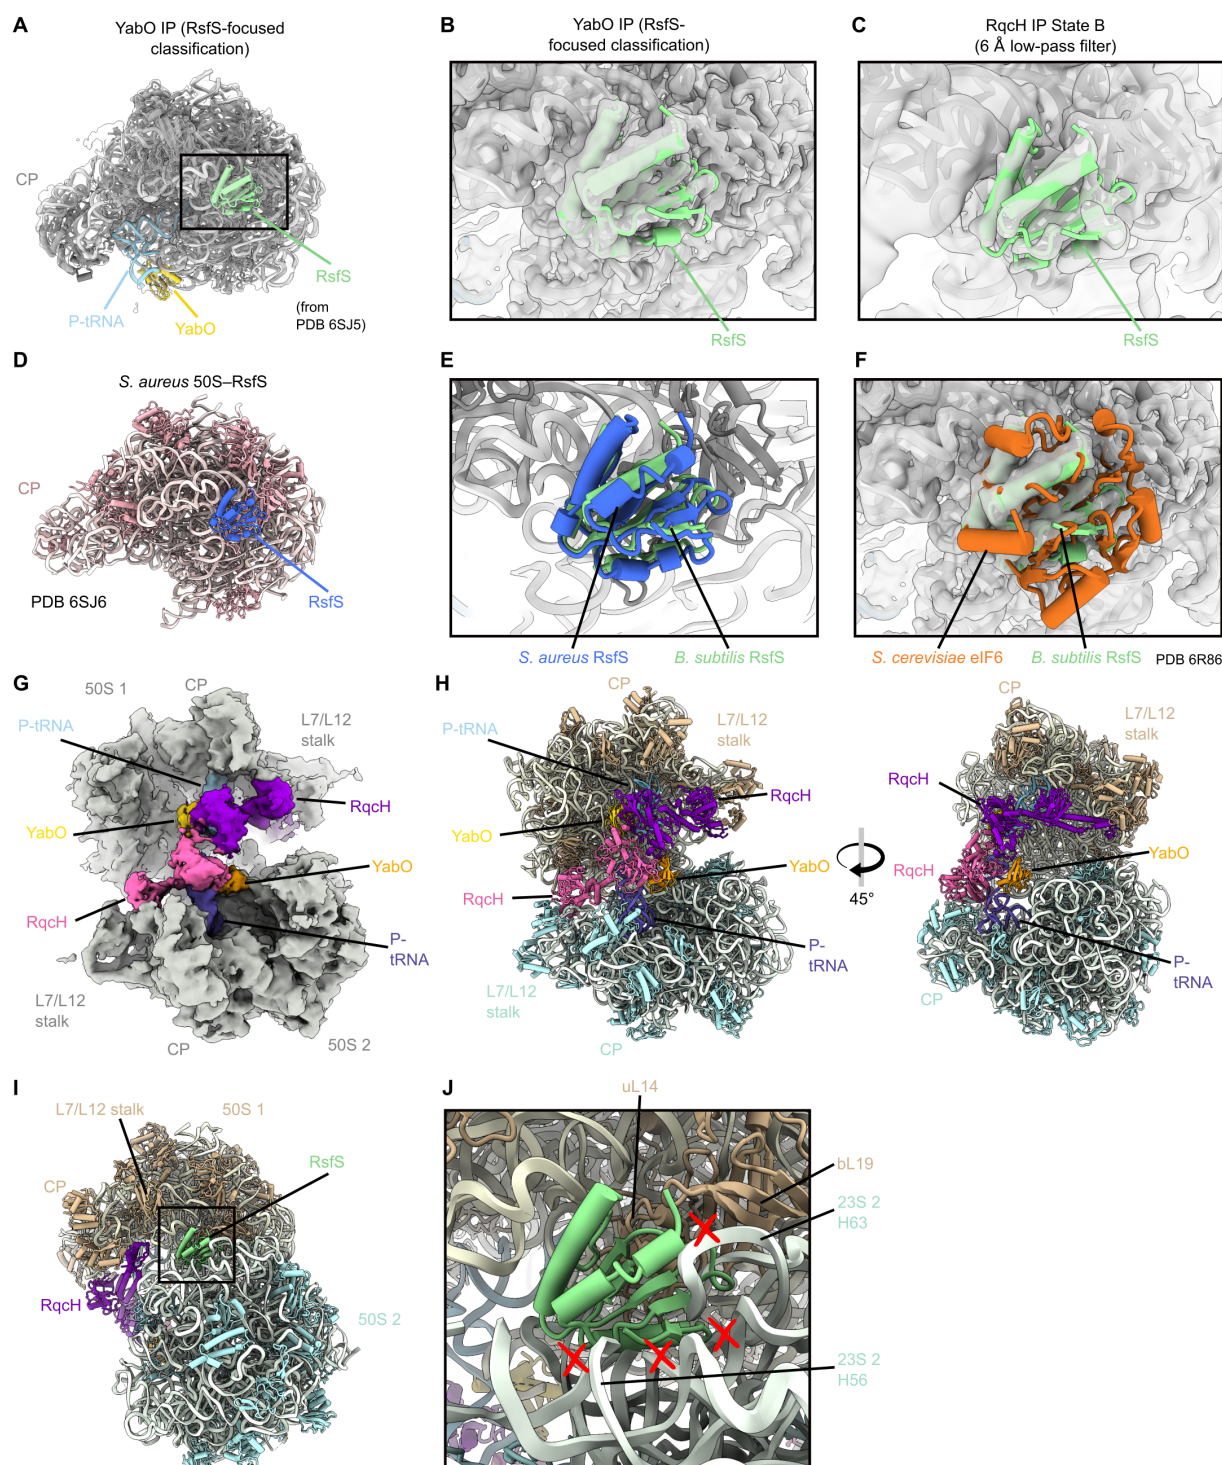 A
YabO IP (RsfS-focused
classification)
CP
RsfS
P-tRNA
YabO
(from
PDB 6SJ5)
B
YabO IP (RsfS-
focused classification)
RsfS
C
RqcH IP State B
(6 Å low-pass filter)
RsfS
D
S. aureus 50S–RsfS
CP
PDB 6SJ6
RsfS
E
S. aureus RsfS
B. subtilis RsfS
F
S. cerevisiae eIF6
B. subtilis RsfS
PDB 6R86
G
50S 1
CP
P-tRNA
L7/L12
stalk
RqcH
YabO
YabO
RqcH
P-
tRNA
L7/L12
stalk
CP
50S 2
H
CP
P-tRNA
L7/L12
stalk
RqcH
YabO
YabO
RqcH
P-
tRNA
L7/L12
stalk
CP
45°
CP
L7/L12
stalk
RqcH
YabO
RqcH
P-
tRNA
CP
I
L7/L12 stalk
50S 1
RsfS
CP
RqcH
50S 2
J
uL14
bL19
23S 2
H63
23S 2
H56